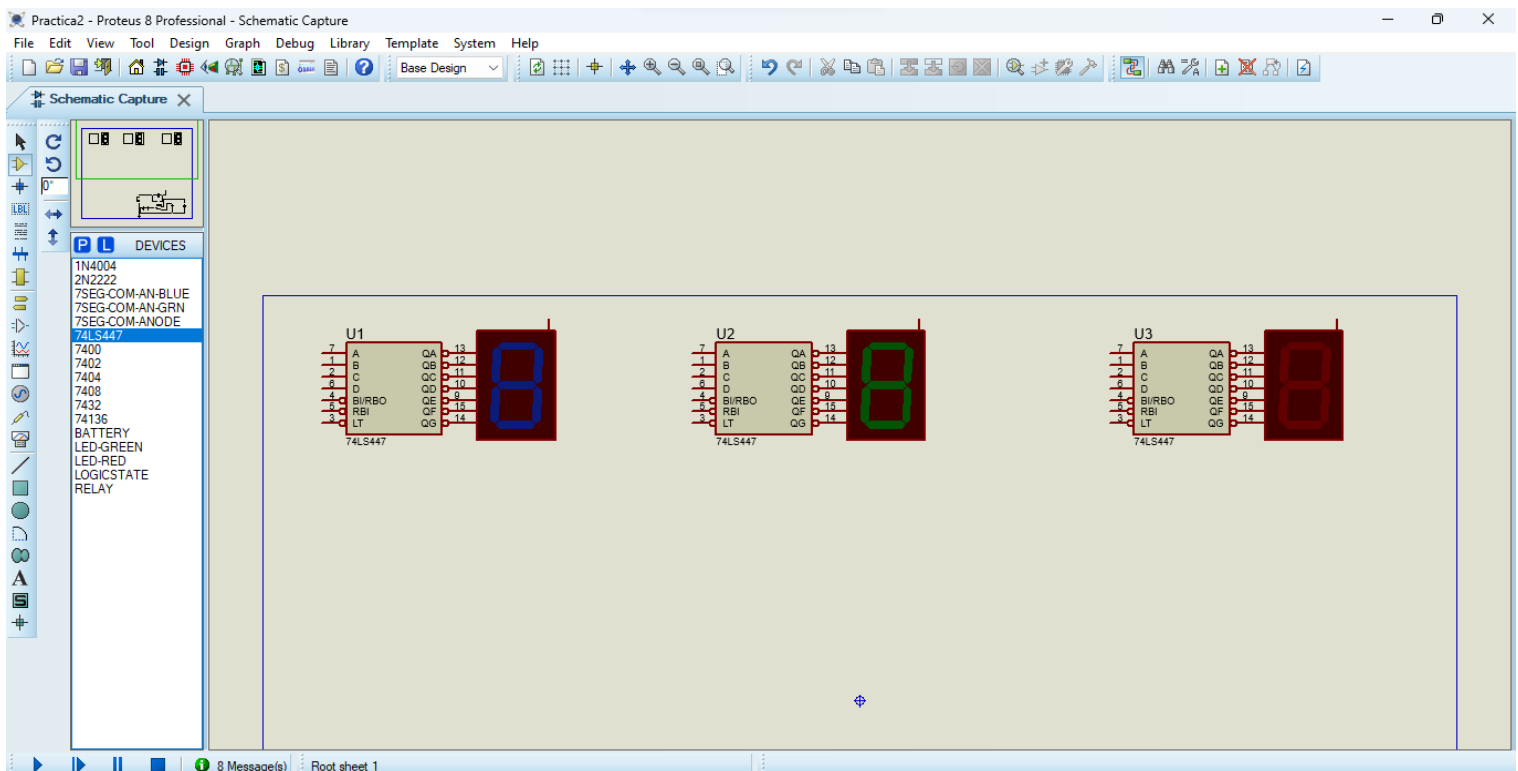 Practica2 - Proteus 8 Professional - Schematic Capture
File Edit View Tool Design Graph Debug Library Template System Help
Base Design
Schematic Capture
0°
LBL
P L DEVICES
1N4004
2N2222
7SEG-COM-AN-BLUE
7SEG-COM-AN-GRN
7SEG-COM-ANODE
74LS447
7400
7402
7404
7408
7432
74136
BATTERY
LED-GREEN
LED-RED
LOGICSTATE
RELAY
A
S
U1
7 A QA 13
1 B QB 12
2 C QC 11
6 D QD 10
4 BI/RBO QE 9
5 RBI QF 15
3 LT QG 14
74LS447
U2
7 A QA 13
1 B QB 12
2 C QC 11
6 D QD 10
4 BI/RBO QE 9
5 RBI QF 15
3 LT QG 14
74LS447
U3
7 A QA 13
1 B QB 12
2 C QC 11
6 D QD 10
4 BI/RBO QE 9
5 RBI QF 15
3 LT QG 14
74LS447
8 Message(s) Root sheet 1